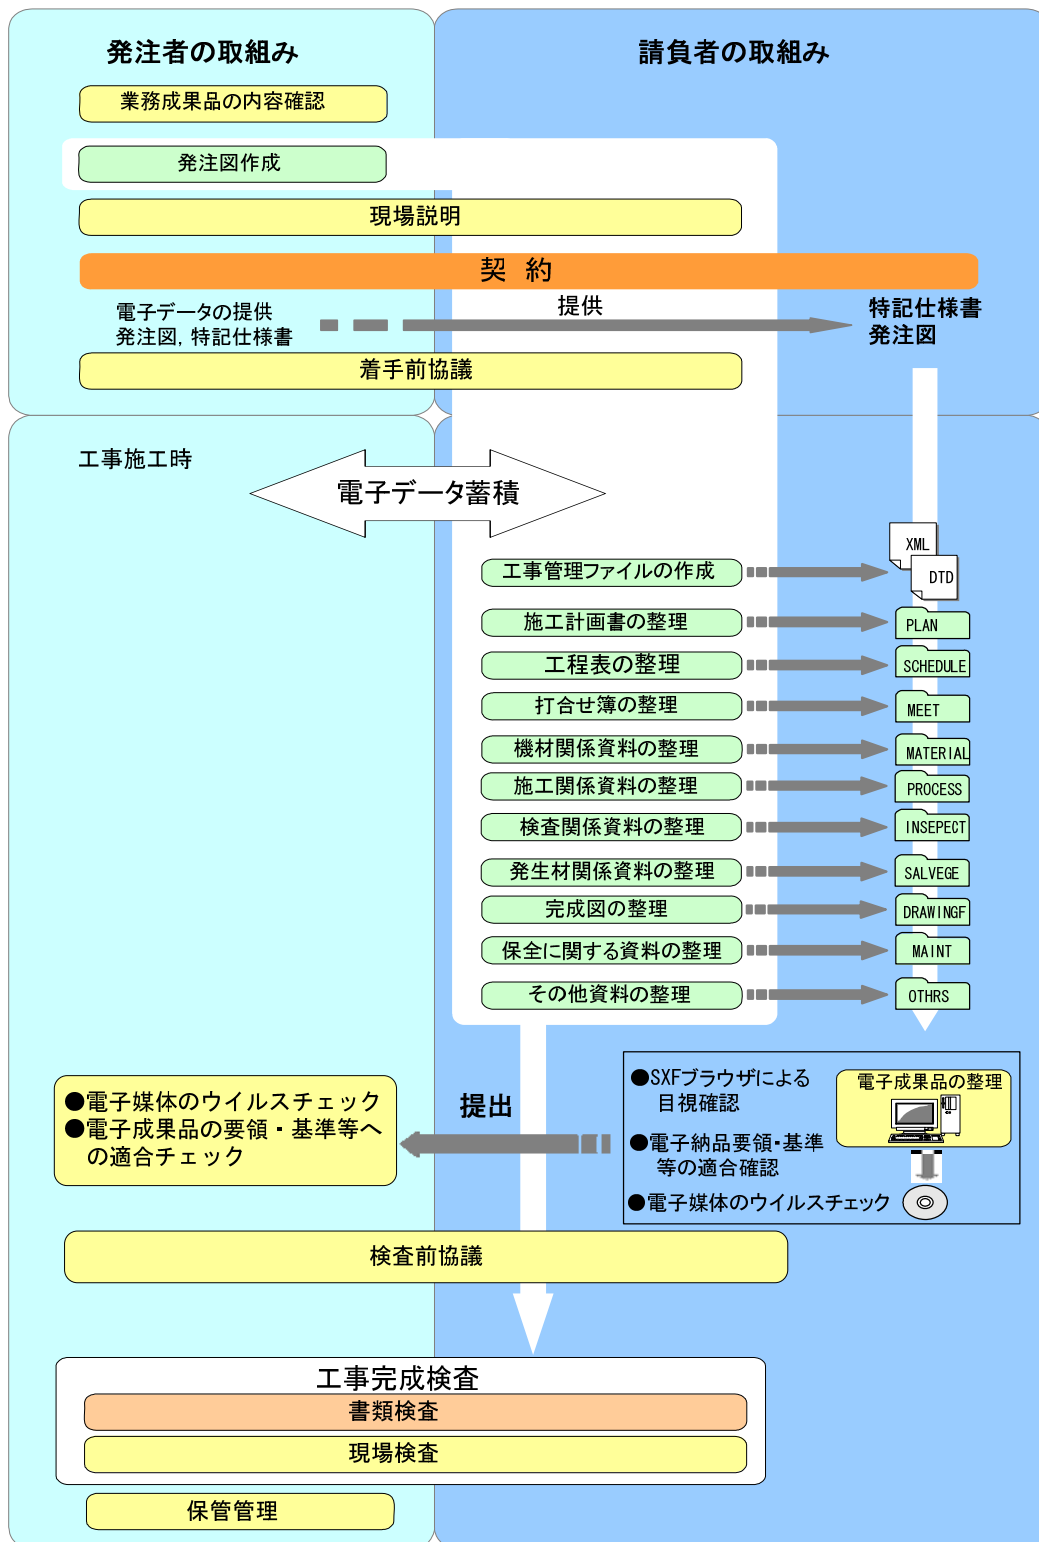 発注者の取組み
請負者の取組み
業務成果品の内容確認
発注図作成
現場説明
契 約
電子データの提供
発注図，特記仕様書
提供
特記仕様書
発注図
着手前協議
工事施工時
電子データ蓄積
XML
DTD
工事管理ファイルの作成
施工計画書の整理
PLAN
工程表の整理
SCHEDULE
打合せ簿の整理
MEET
機材関係資料の整理
MATERIAL
施工関係資料の整理
PROCESS
検査関係資料の整理
INSEPECT
発生材関係資料の整理
SALVEGE
完成図の整理
DRAWINGF
保全に関する資料の整理
MAINT
その他資料の整理
OTHRS
●電子媒体のウイルスチェック
●電子成果品の要領・基準等へ
の適合チェック
提出
●SXFブラウザによる
目視確認
●電子納品要領・基準
等の適合確認
●電子媒体のウイルスチェック
電子成果品の整理
検査前協議
工事完成検査
書類検査
現場検査
保管管理